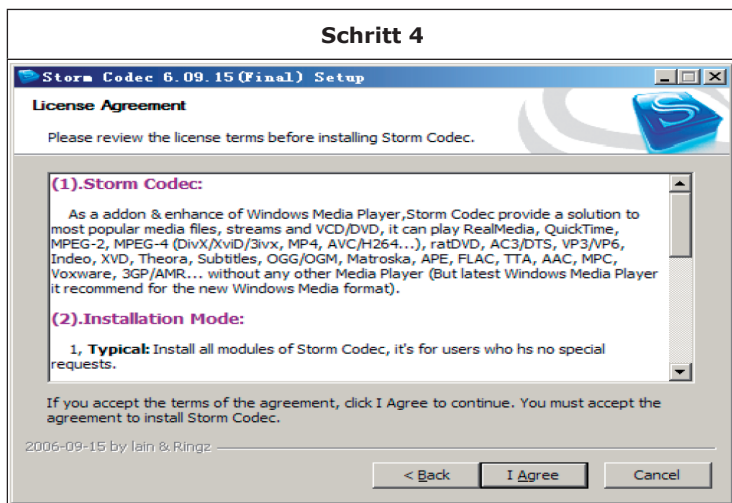 Schritt 4
Storm Codec 6.09.15(Final) Setup
License Agreement
Please review the license terms before installing Storm Codec.
S
(1).Storm Codec:
As a addon & enhance of Windows Media Player,Storm Codec provide a solution to
most popular media files, streams and VCD/DVD, it can play RealMedia, QuickTime,
MPEG-2, MPEG-4 (DivX/XviD/3ivx, MP4, AVC/H264...), ratDVD, AC3/DTS, VP3/VP6,
Indeo, XVD, Theora, Subtitles, OGG/OGM, Matroska, APE, FLAC, TTA, AAC, MPC,
Voxware, 3GP/AMR... without any other Media Player (But latest Windows Media Player
it recommend for the new Windows Media format).
(2).Installation Mode:
1, Typical: Install all modules of Storm Codec, it's for users who hs no special
requests.
If you accept the terms of the agreement, click I Agree to continue. You must accept the
agreement to install Storm Codec.
2006-09-15 by Iain & Ringz
< Back I Agree Cancel